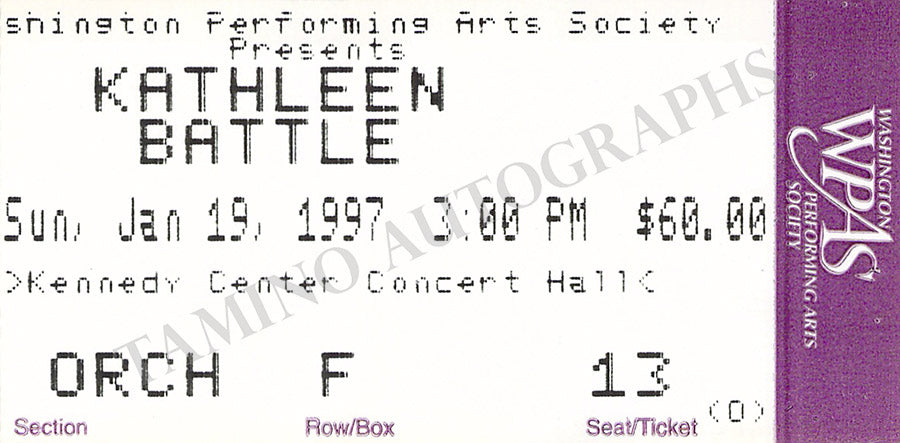 shington Performing Arts Society
Presents
KATHLEEN
BATTLE
Sun, Jan 19, 1997 3:00 PM $60.00
>Kennedy Center Concert Hall<
ORCH F 13
(0)
Section Row/Box Seat/Ticket
WASHINGTON
WPAS
PERFORMING ARTS
SOCIETY
TAMINO AUTOGRAPHS